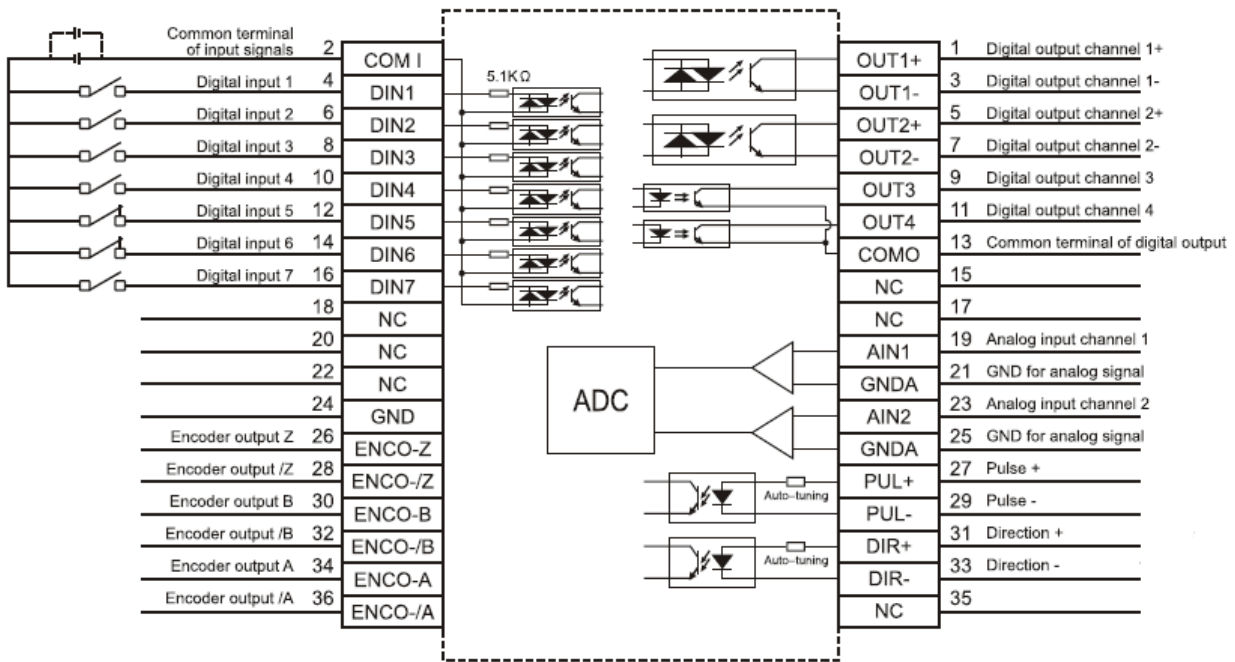 Common terminal
of input signals 2 COM I OUT1+ 1 Digital output channel 1+
Digital input 1 4 DIN1 5.1KΩ OUT1- 3 Digital output channel 1-
Digital input 2 6 DIN2 OUT2+ 5 Digital output channel 2+
Digital input 3 8 DIN3 OUT2- 7 Digital output channel 2-
Digital input 4 10 DIN4 OUT3 9 Digital output channel 3
Digital input 5 12 DIN5 OUT4 11 Digital output channel 4
Digital input 6 14 DIN6 COMO 13 Common terminal of digital output
Digital input 7 16 DIN7 NC 15
18 NC NC 17
20 NC AIN1 19 Analog input channel 1
22 NC GNDA 21 GND for analog signal
24 GND ADC AIN2 23 Analog input channel 2
Encoder output Z 26 ENCO-Z GNDA 25 GND for analog signal
Encoder output /Z 28 ENCO-/Z Auto-tuning PUL+ 27 Pulse +
Encoder output B 30 ENCO-B PUL- 29 Pulse -
Encoder output /B 32 ENCO-/B Auto-tuning DIR+ 31 Direction +
Encoder output A 34 ENCO-A DIR- 33 Direction -
Encoder output /A 36 ENCO-/A NC 35